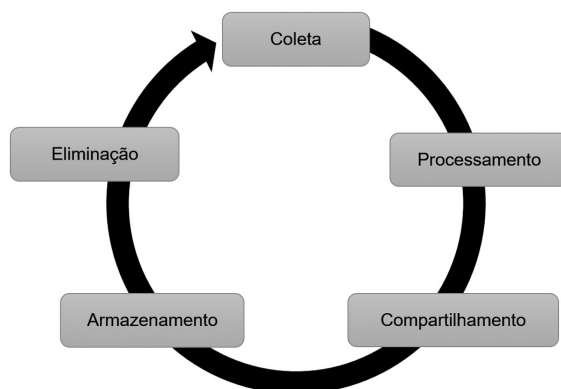 Coleta
Processamento
Compartilhamento
Armazenamento
Eliminação